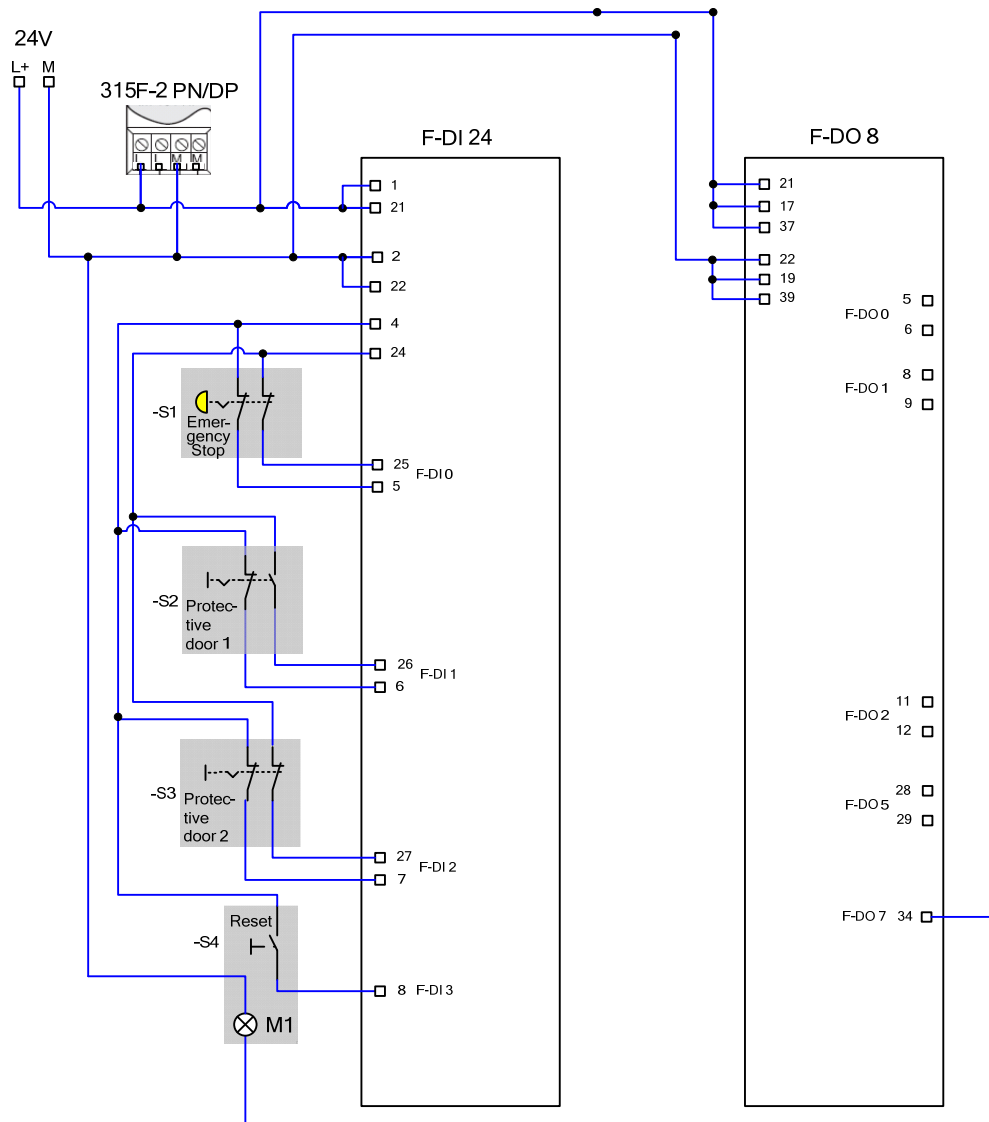 24V
L+ M
315F-2 PN/DP
L L M M
F-DI 24
1
21
2
22
4
24
-S1
Emer-
gency
Stop
25
F-DI 0
5
-S2
Protec-
tive
door 1
26
F-DI 1
6
-S3
Protec-
tive
door 2
27
F-DI 2
7
Reset
-S4
8 F-DI 3
M1
F-DO 8
21
17
37
22
19
39
5
F-DO 0
6
8
F-DO 1
9
11
F-DO 2
12
28
F-DO 5
29
F-DO 7 34